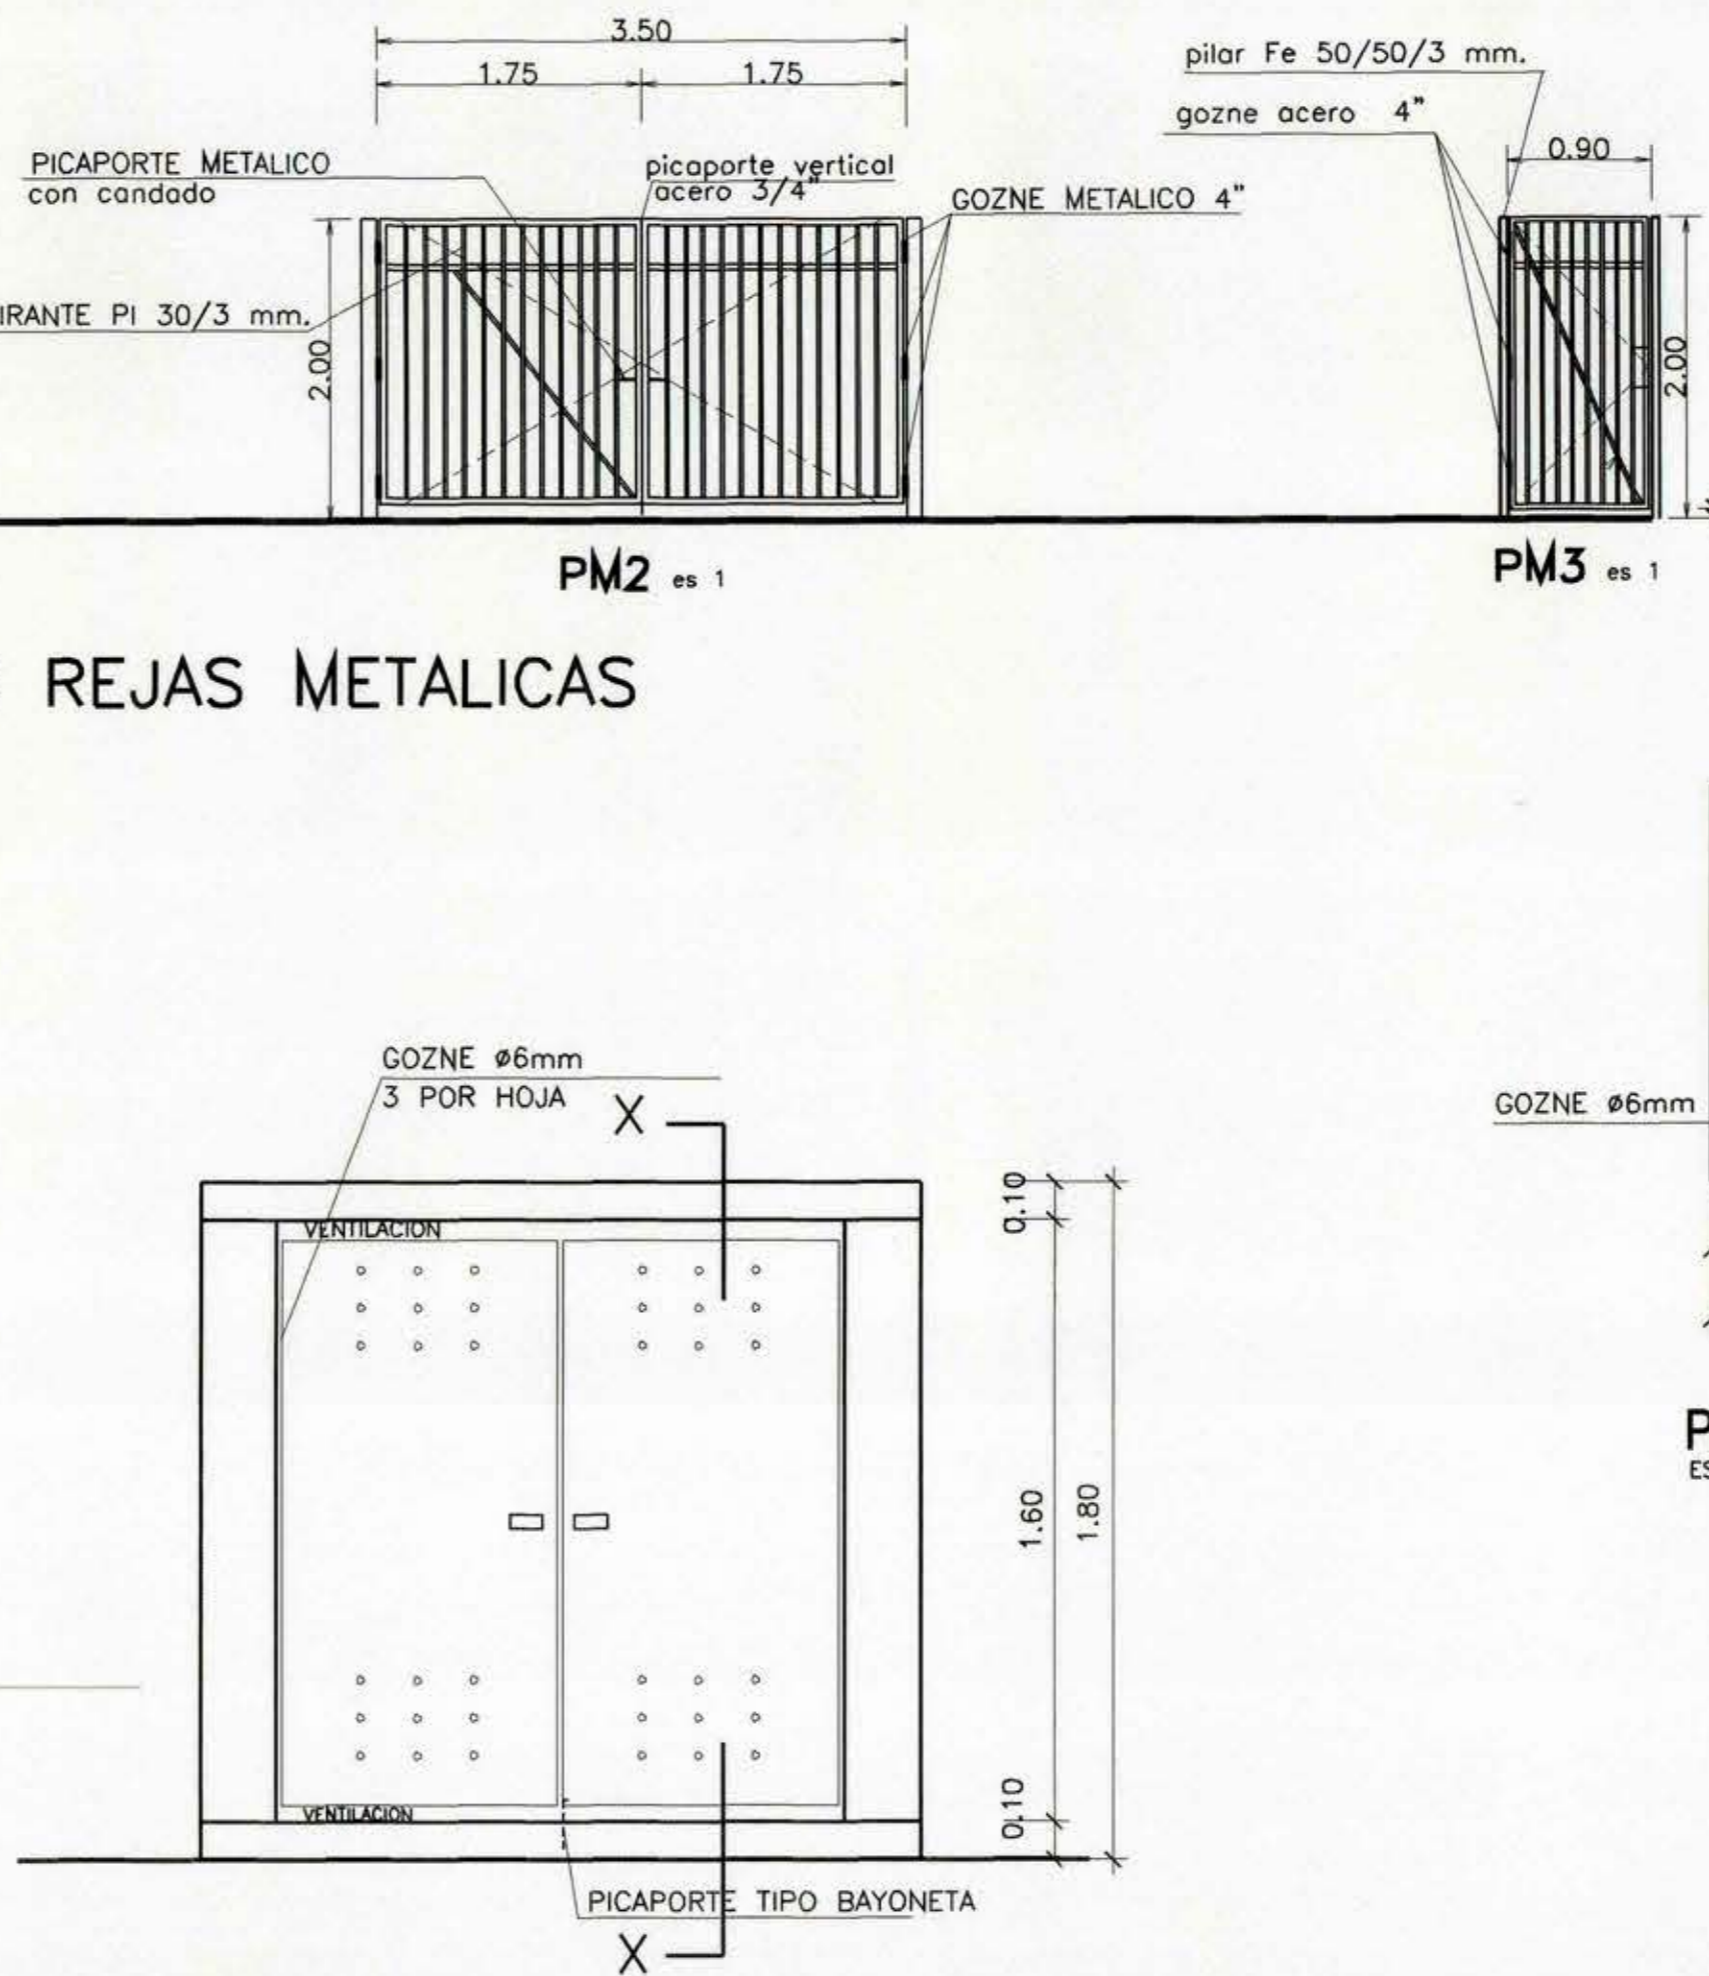 3.50
1.75
1.75
pilar Fe 50/50/3 mm.
gozne acero 4"
0.90
PICAPORTE METALICO
con candado
picaporte vertical
acero 3/4"
GOZNE METALICO 4"
IRANTE PI 30/3 mm.
2.00
2.00
PM2 es 1
PM3 es 1
REJAS METALICAS
GOZNE ø6mm
3 POR HOJA
X
GOZNE ø6mm
0.10
VENTILACION
P
ES
1.60
1.80
0.10
VENTILACION
PICAPORTE TIPO BAYONETA
X